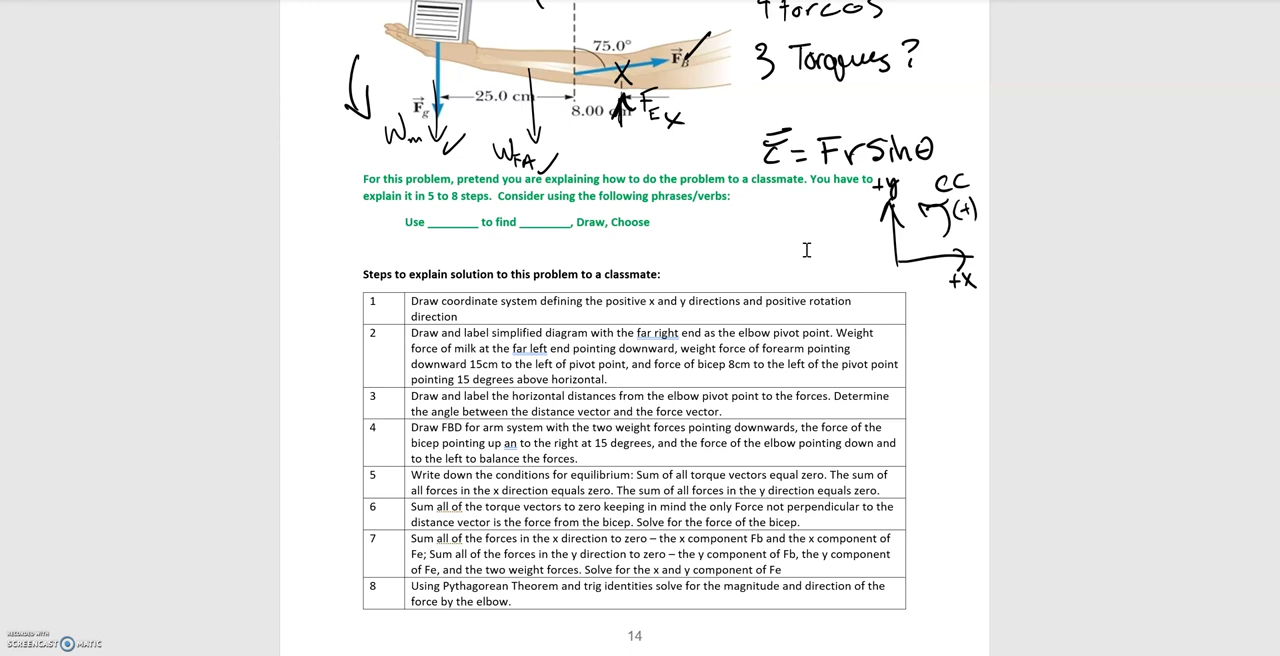 4 forces
75.0°
3 Torques?
F_B
25.0 cm
F_g
8.00
F_E x
W_m
W_FA
τ = Fr sin θ
For this problem, pretend you are explaining how to do the problem to a classmate. You have to
explain it in 5 to 8 steps. Consider using the following phrases/verbs:
+y
CC
(+)
Use ________ to find ________, Draw, Choose
+x
Steps to explain solution to this problem to a classmate:
1 Draw coordinate system defining the positive x and y directions and positive rotation
direction
2 Draw and label simplified diagram with the far right end as the elbow pivot point. Weight
force of milk at the far left end pointing downward, weight force of forearm pointing
downward 15cm to the left of pivot point, and force of bicep 8cm to the left of the pivot point
pointing 15 degrees above horizontal.
3 Draw and label the horizontal distances from the elbow pivot point to the forces. Determine
the angle between the distance vector and the force vector.
4 Draw FBD for arm system with the two weight forces pointing downwards, the force of the
bicep pointing up an to the right at 15 degrees, and the force of the elbow pointing down and
to the left to balance the forces.
5 Write down the conditions for equilibrium: Sum of all torque vectors equal zero. The sum of
all forces in the x direction equals zero. The sum of all forces in the y direction equals zero.
6 Sum all of the torque vectors to zero keeping in mind the only Force not perpendicular to the
distance vector is the force from the bicep. Solve for the force of the bicep.
7 Sum all of the forces in the x direction to zero – the x component Fb and the x component of
Fe; Sum all of the forces in the y direction to zero – the y component of Fb, the y component
of Fe, and the two weight forces. Solve for the x and y component of Fe
8 Using Pythagorean Theorem and trig identities solve for the magnitude and direction of the
force by the elbow.
14
RECORDED WITH
SCREENCAST MATIC